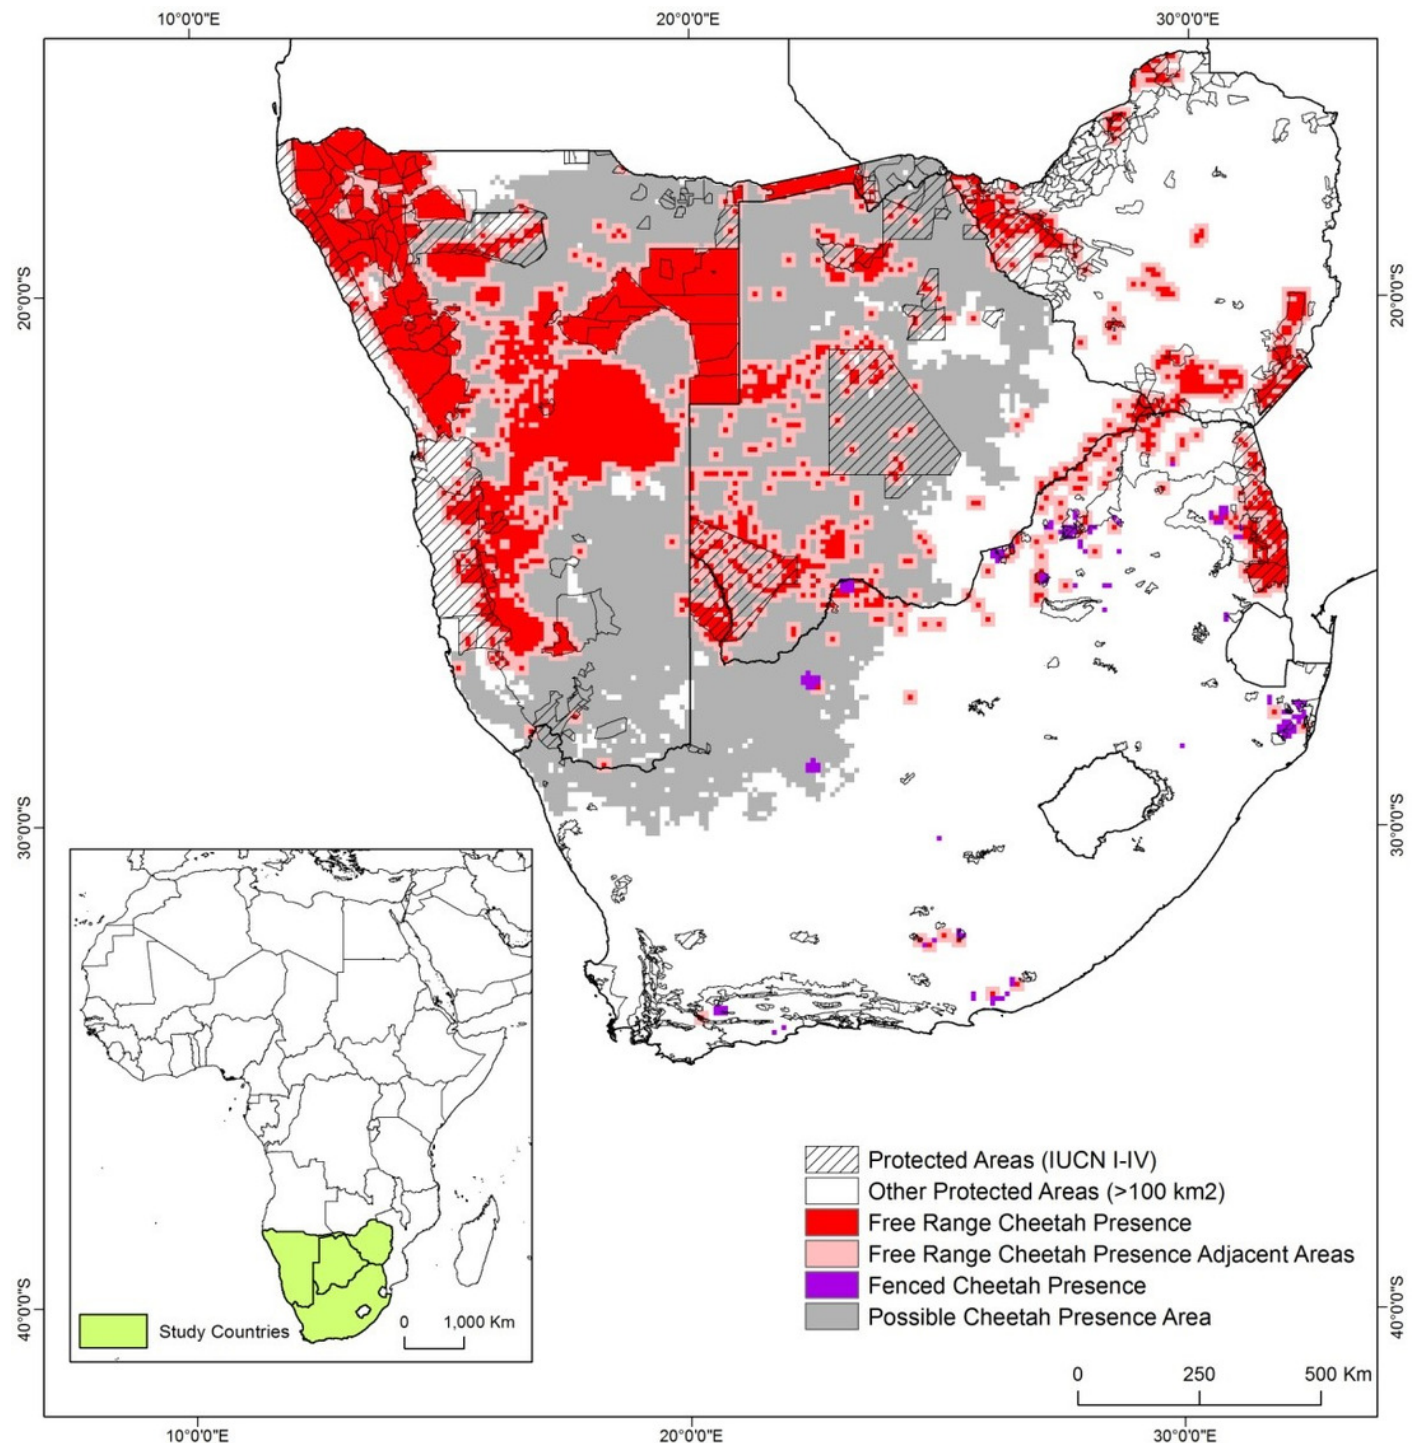 10°0'0"E
20°0'0"E
30°0'0"E
20°0'0"S
20°0'0"S
30°0'0"S
30°0'0"S
40°0'0"S
40°0'0"S
Study Countries
0
1,000 Km
Protected Areas (IUCN I-IV)
Other Protected Areas (>100 km2)
Free Range Cheetah Presence
Free Range Cheetah Presence Adjacent Areas
Fenced Cheetah Presence
Possible Cheetah Presence Area
0
250
500 Km
10°0'0"E
20°0'0"E
30°0'0"E